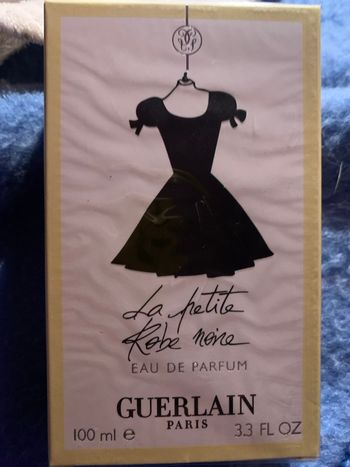 La petite
Robe noire
EAU DE PARFUM
GUERLAIN
PARIS
100 ml e 3.3 FL OZ